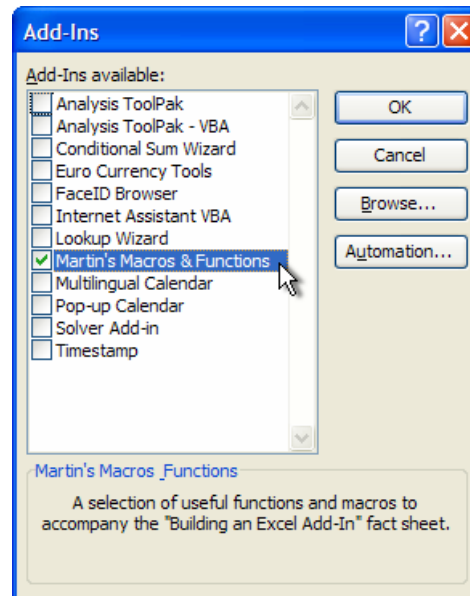 Add-Ins
Add-Ins available:
Analysis ToolPak
Analysis ToolPak - VBA
Conditional Sum Wizard
Euro Currency Tools
FaceID Browser
Internet Assistant VBA
Lookup Wizard
Martin's Macros & Functions
Multilingual Calendar
Pop-up Calendar
Solver Add-in
Timestamp
OK
Cancel
Browse...
Automation...
Martin's Macros _Functions
A selection of useful functions and macros to
accompany the "Building an Excel Add-In" fact sheet.